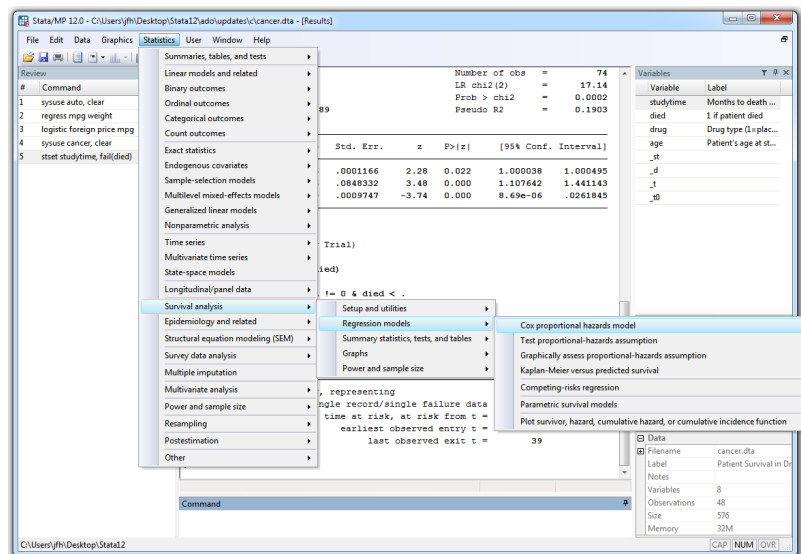 Stata/MP 12.0 - C:\Users\jfh\Desktop\Stata12\ado\updates\c\cancer.dta - [Results]
File Edit Data Graphics Statistics User Window Help
Review
# Command
1 sysuse auto, clear
2 regress mpg weight
3 logistic foreign price mpg
4 sysuse cancer, clear
5 stset studytime, fail(died)
Summaries, tables, and tests
Linear models and related
Binary outcomes
Ordinal outcomes
Categorical outcomes
Count outcomes
Exact statistics
Endogenous covariates
Sample-selection models
Multilevel mixed-effects models
Generalized linear models
Nonparametric analysis
Time series
Multivariate time series
State-space models
Longitudinal/panel data
Survival analysis
Epidemiology and related
Structural equation modeling (SEM)
Survey data analysis
Multiple imputation
Multivariate analysis
Power and sample size
Resampling
Postestimation
Other
Number of obs = 74
LR chi2(2) = 17.14
Prob > chi2 = 0.0002
89 Pseudo R2 = 0.1903
Std. Err. z P>|z| [95% Conf. Interval]
.0001166 2.28 0.022 1.000038 1.000495
.0848332 3.48 0.000 1.107642 1.441143
.0009747 -3.74 0.000 8.69e-06 .0261845
Trial)
ied)
!= 0 & died < .
Setup and utilities
Regression models
Summary statistics, tests, and tables
Graphs
Power and sample size
Cox proportional hazards model
Test proportional-hazards assumption
Graphically assess proportional-hazards assumption
Kaplan-Meier versus predicted survival
Competing-risks regression
Parametric survival models
Plot survivor, hazard, cumulative hazard, or cumulative incidence function
, representing
ngle record/single failure data
time at risk, at risk from t =
earliest observed entry t =
last observed exit t = 39
Command
Variables
Variable Label
studytime Months to death ...
died 1 if patient died
drug Drug type (1=plac...
age Patient's age at st...
_st
_d
_t
_t0
Data
Filename cancer.dta
Label Patient Survival in Dr
Notes
Variables 8
Observations 48
Size 576
Memory 32M
C:\Users\jfh\Desktop\Stata12
CAP NUM OVR